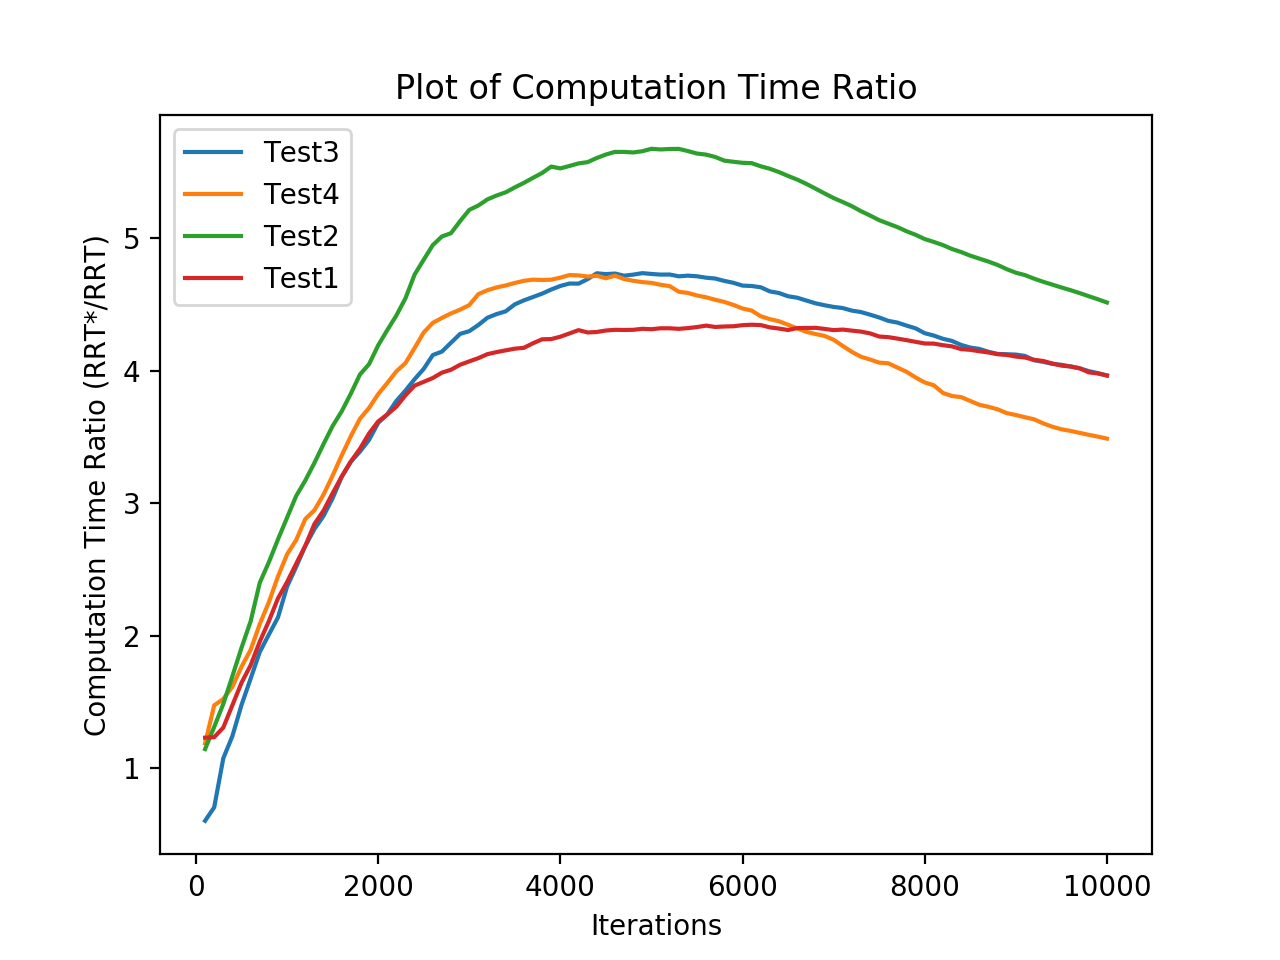 Plot of Computation Time Ratio
Test3
Test4
Test2
Test1
Computation Time Ratio (RRT*/RRT)
5
4
3
2
1
0 2000 4000 6000 8000 10000
Iterations